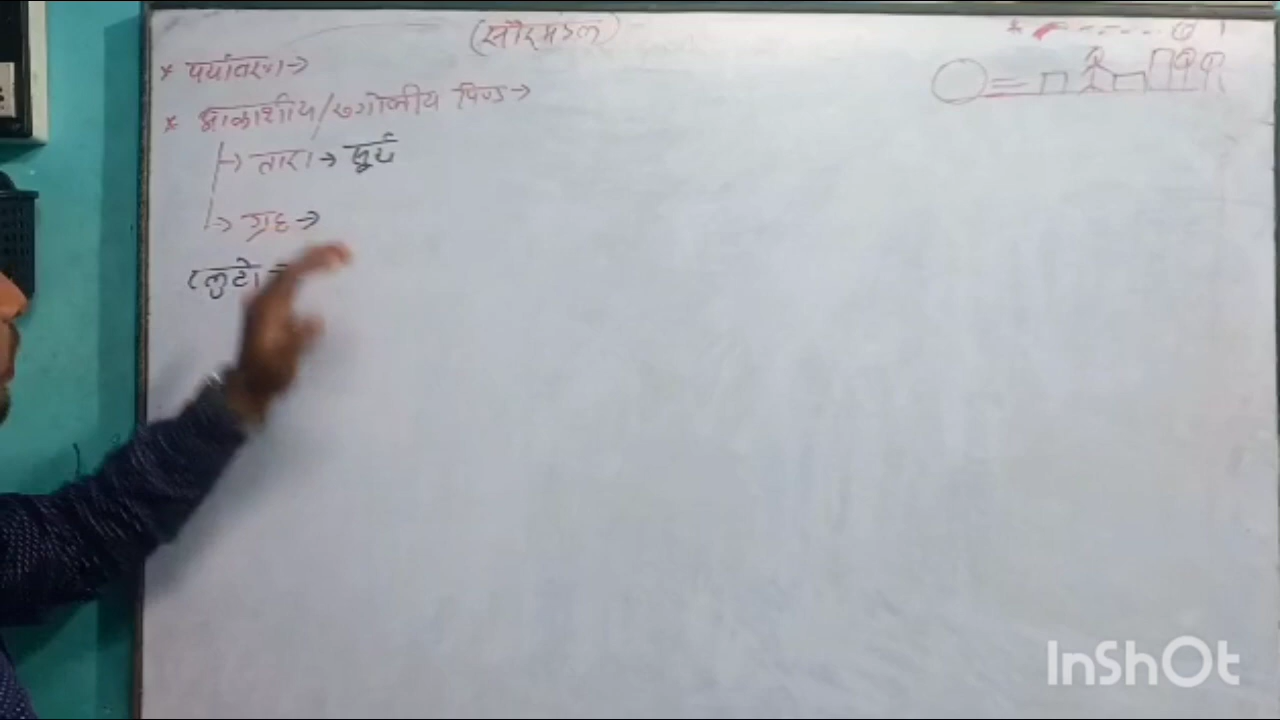 (सौरमंडल)
* पर्यावरण→
* आकाशीय/खगोलीय पिण्ड→
→ तारा→ सूर्य
→ ग्रह→
प्लुटो→
InShOt